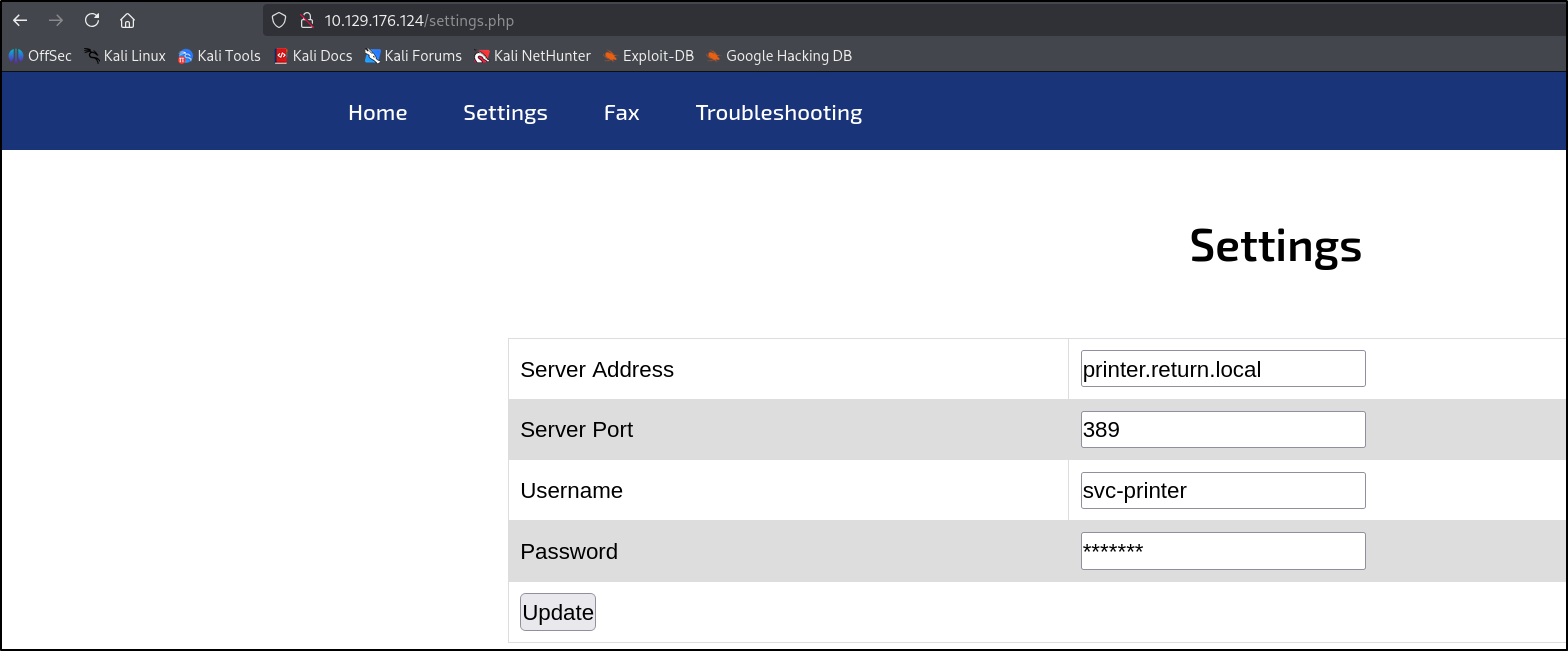 10.129.176.124/settings.php
OffSec Kali Linux Kali Tools Kali Docs Kali Forums Kali NetHunter Exploit-DB Google Hacking DB
Home Settings Fax Troubleshooting
Settings
Server Address printer.return.local
Server Port 389
Username svc-printer
Password *******
Update